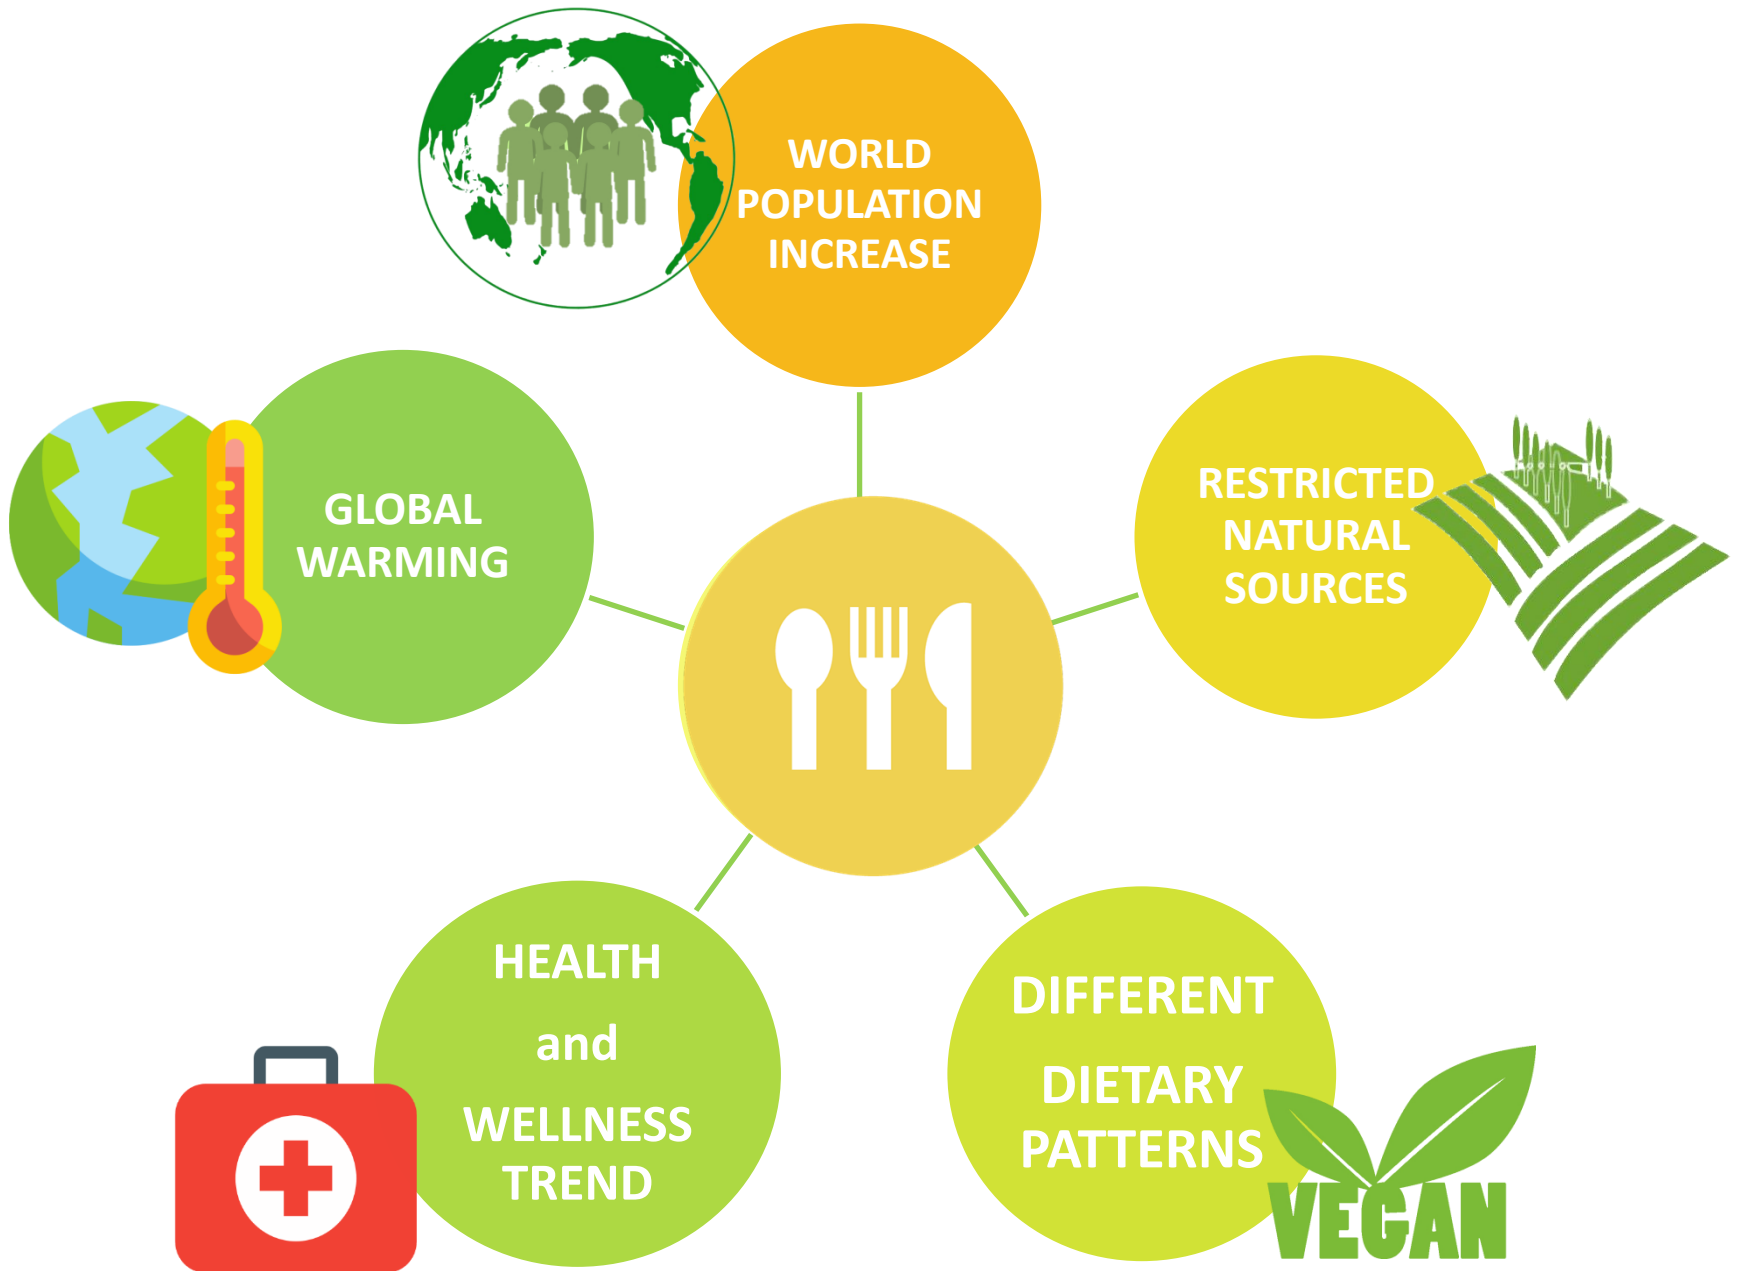 WORLD
POPULATION
INCREASE
GLOBAL
WARMING
RESTRICTED
NATURAL
SOURCES
HEALTH
and
WELLNESS
TREND
DIFFERENT
DIETARY
PATTERNS
VEGAN